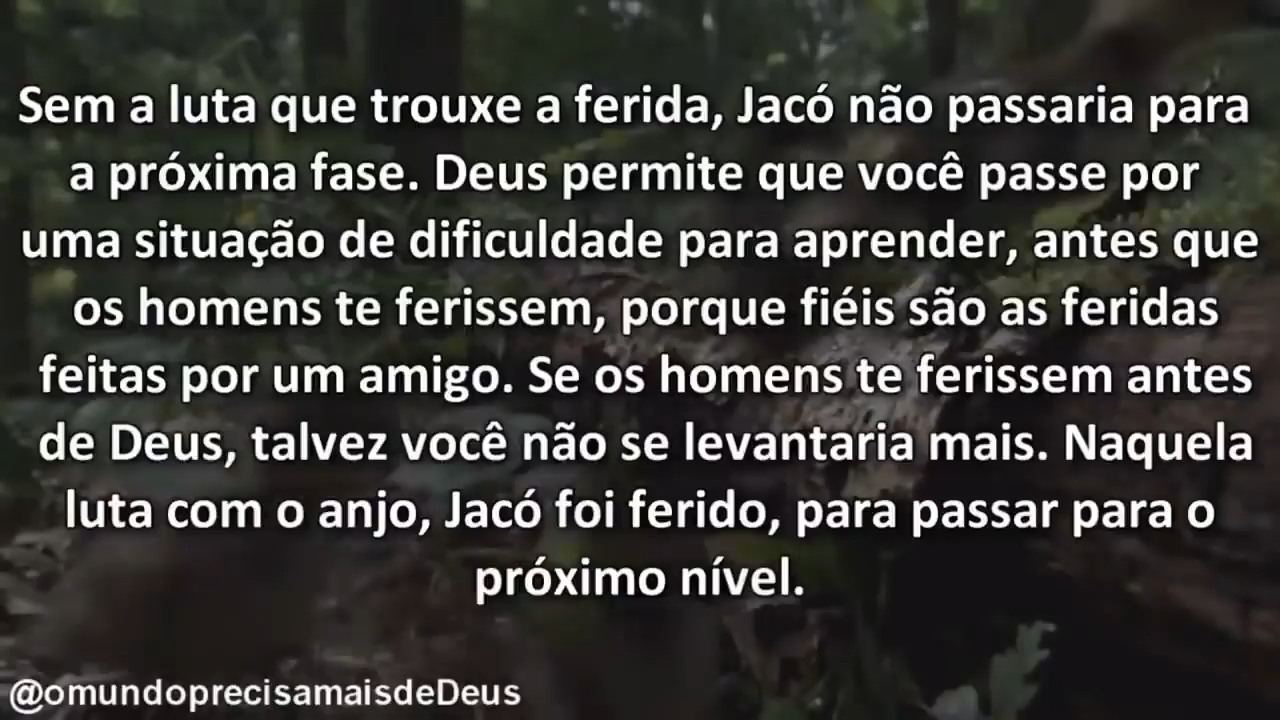 Sem a luta que trouxe a ferida, Jacó não passaria para
a próxima fase. Deus permite que você passe por
uma situação de dificuldade para aprender, antes que
os homens te ferissem, porque fiéis são as feridas
feitas por um amigo. Se os homens te ferissem antes
de Deus, talvez você não se levantaria mais. Naquela
luta com o anjo, Jacó foi ferido, para passar para o
próximo nível.
@omundoprecisamaisdeDeus